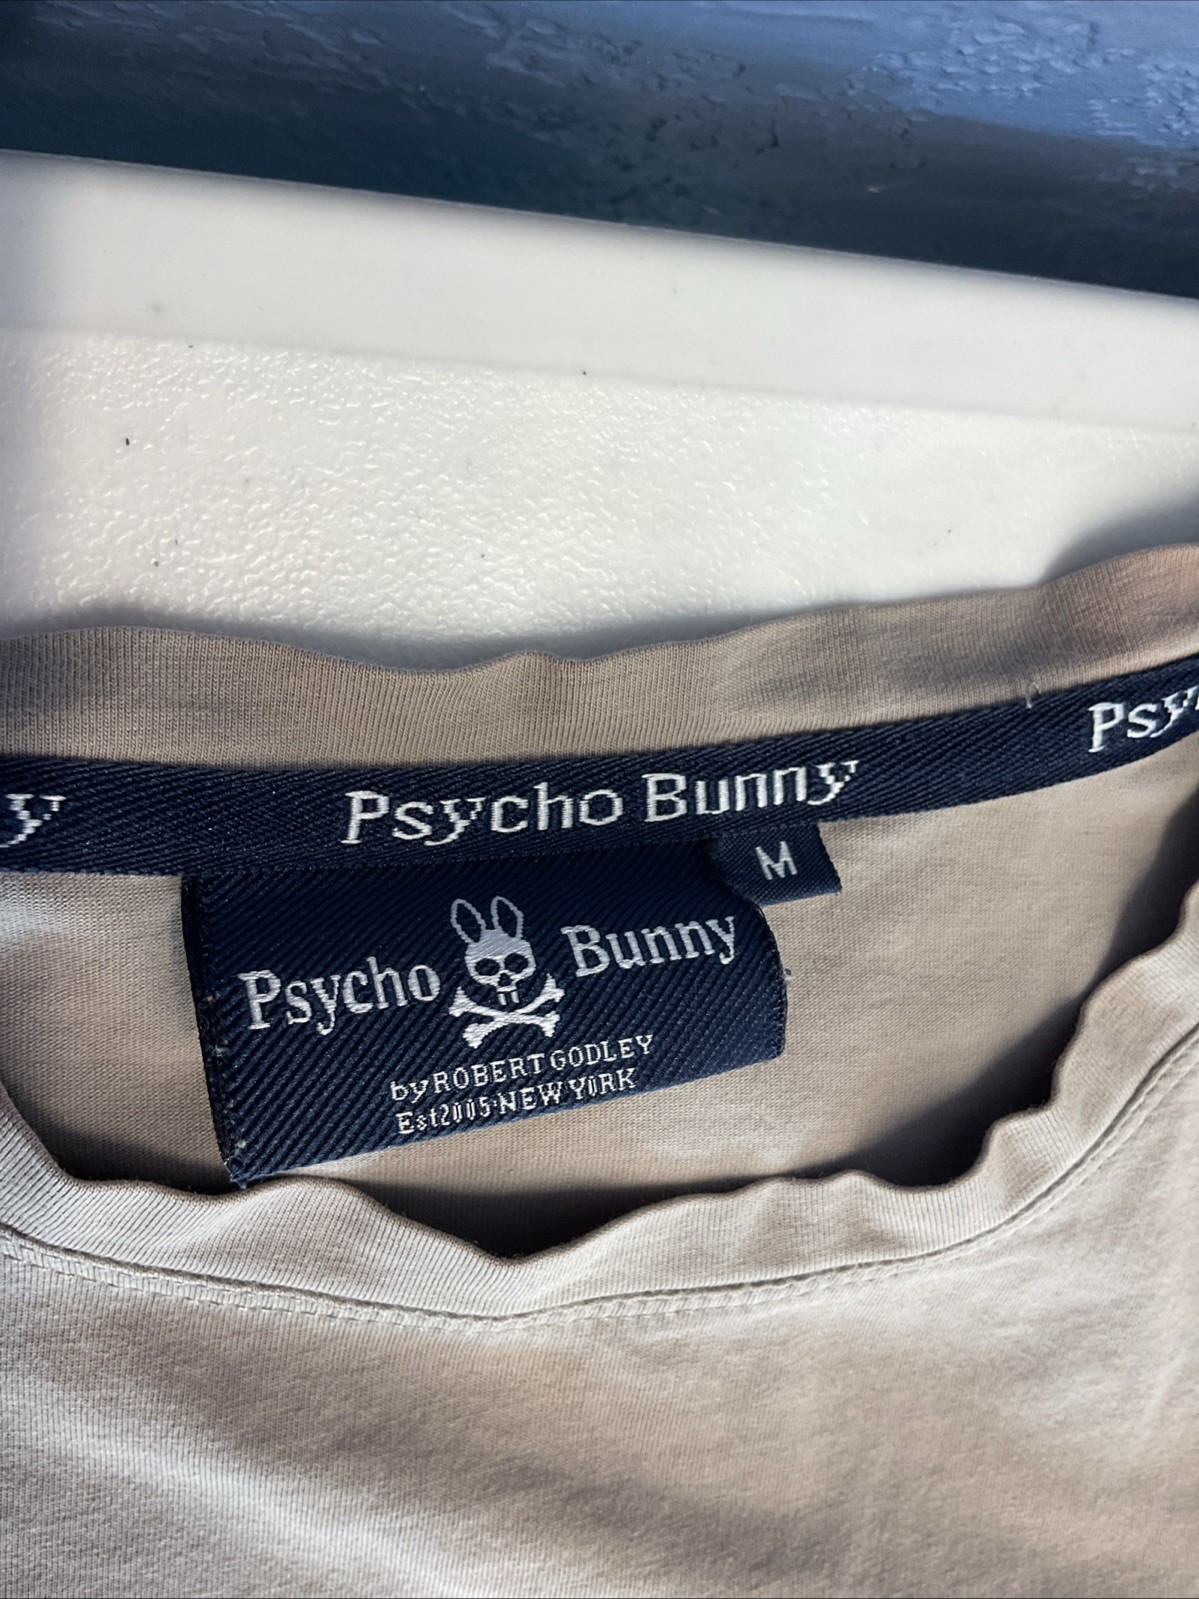 y Psycho Bunny Psy
M
Psycho Bunny
by ROBERT GODLEY
Est2005·NEW YORK